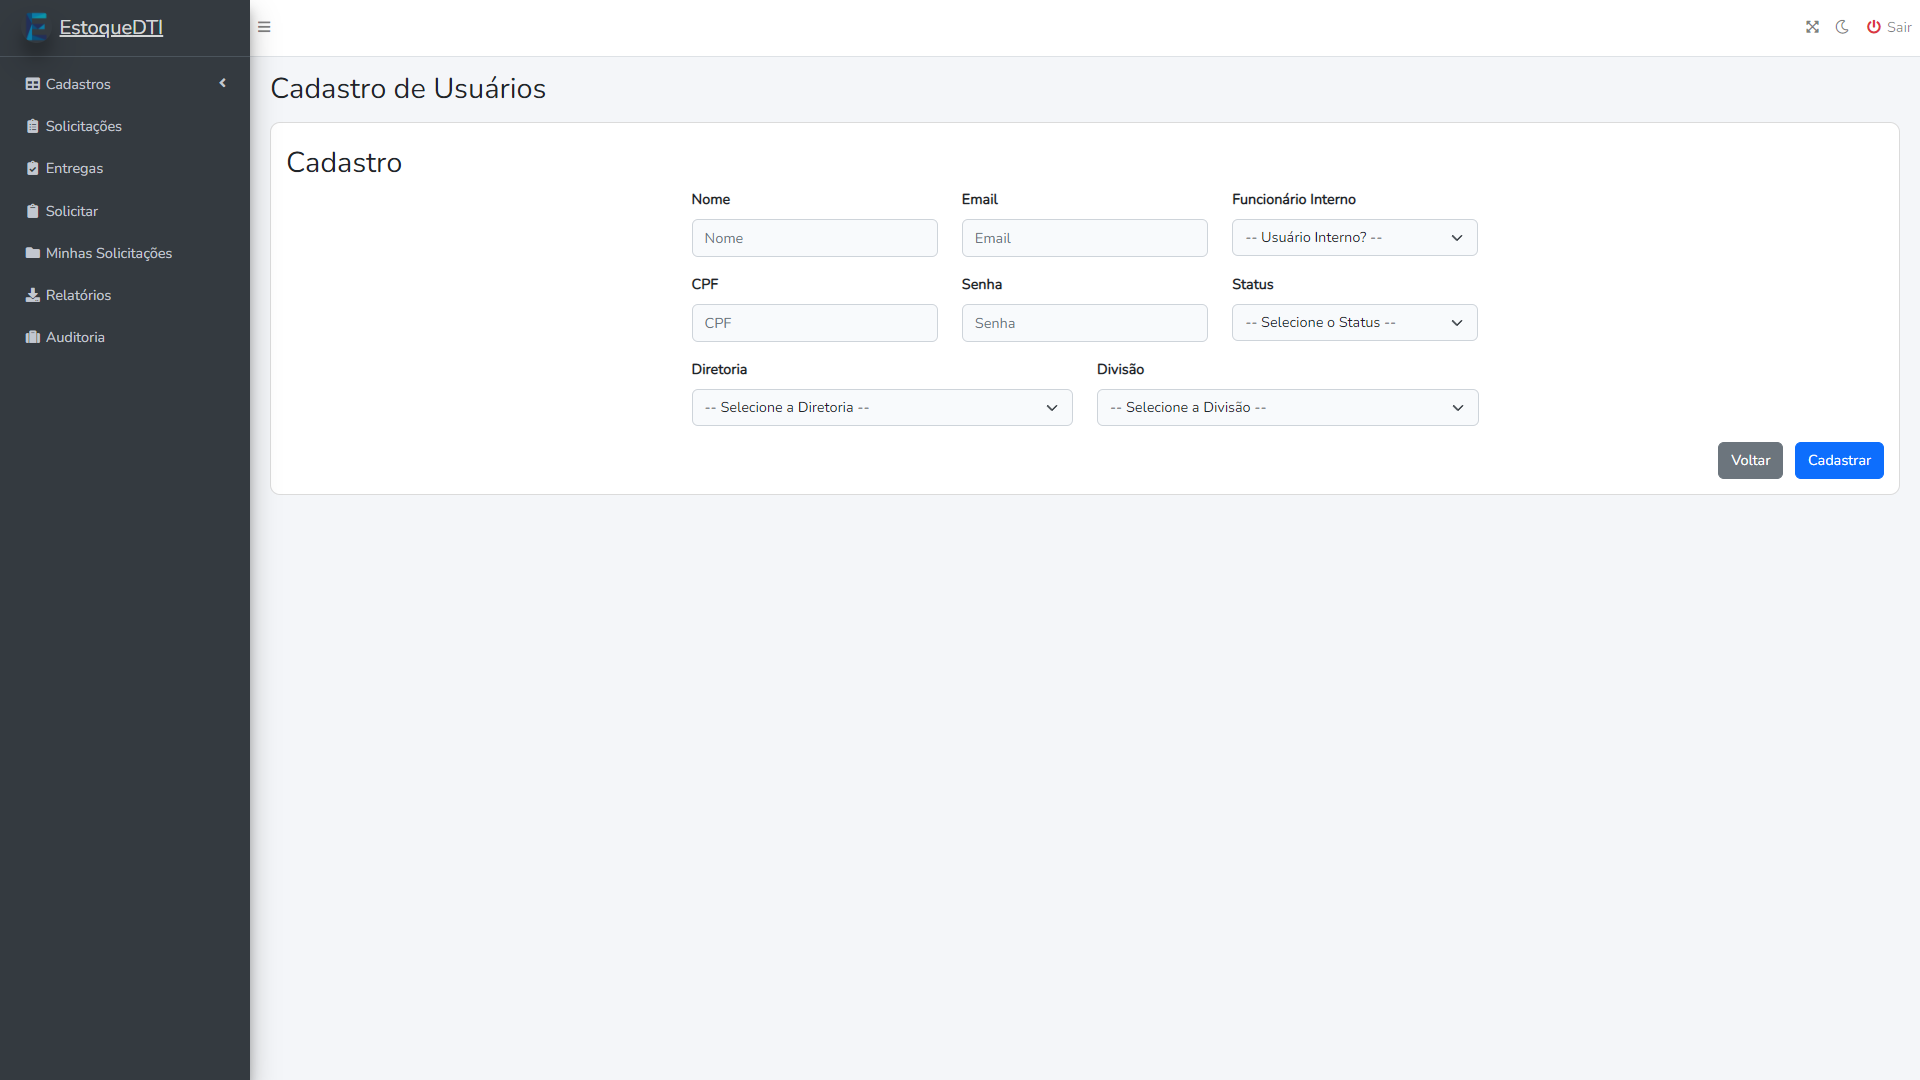 EstoqueDTI
Sair
Cadastros
Solicitações
Entregas
Solicitar
Minhas Solicitações
Relatórios
Auditoria
Cadastro de Usuários
Cadastro
Nome
Email
Funcionário Interno
Nome
Email
-- Usuário Interno? --
CPF
Senha
Status
CPF
Senha
-- Selecione o Status --
Diretoria
Divisão
-- Selecione a Diretoria --
-- Selecione a Divisão --
Voltar
Cadastrar